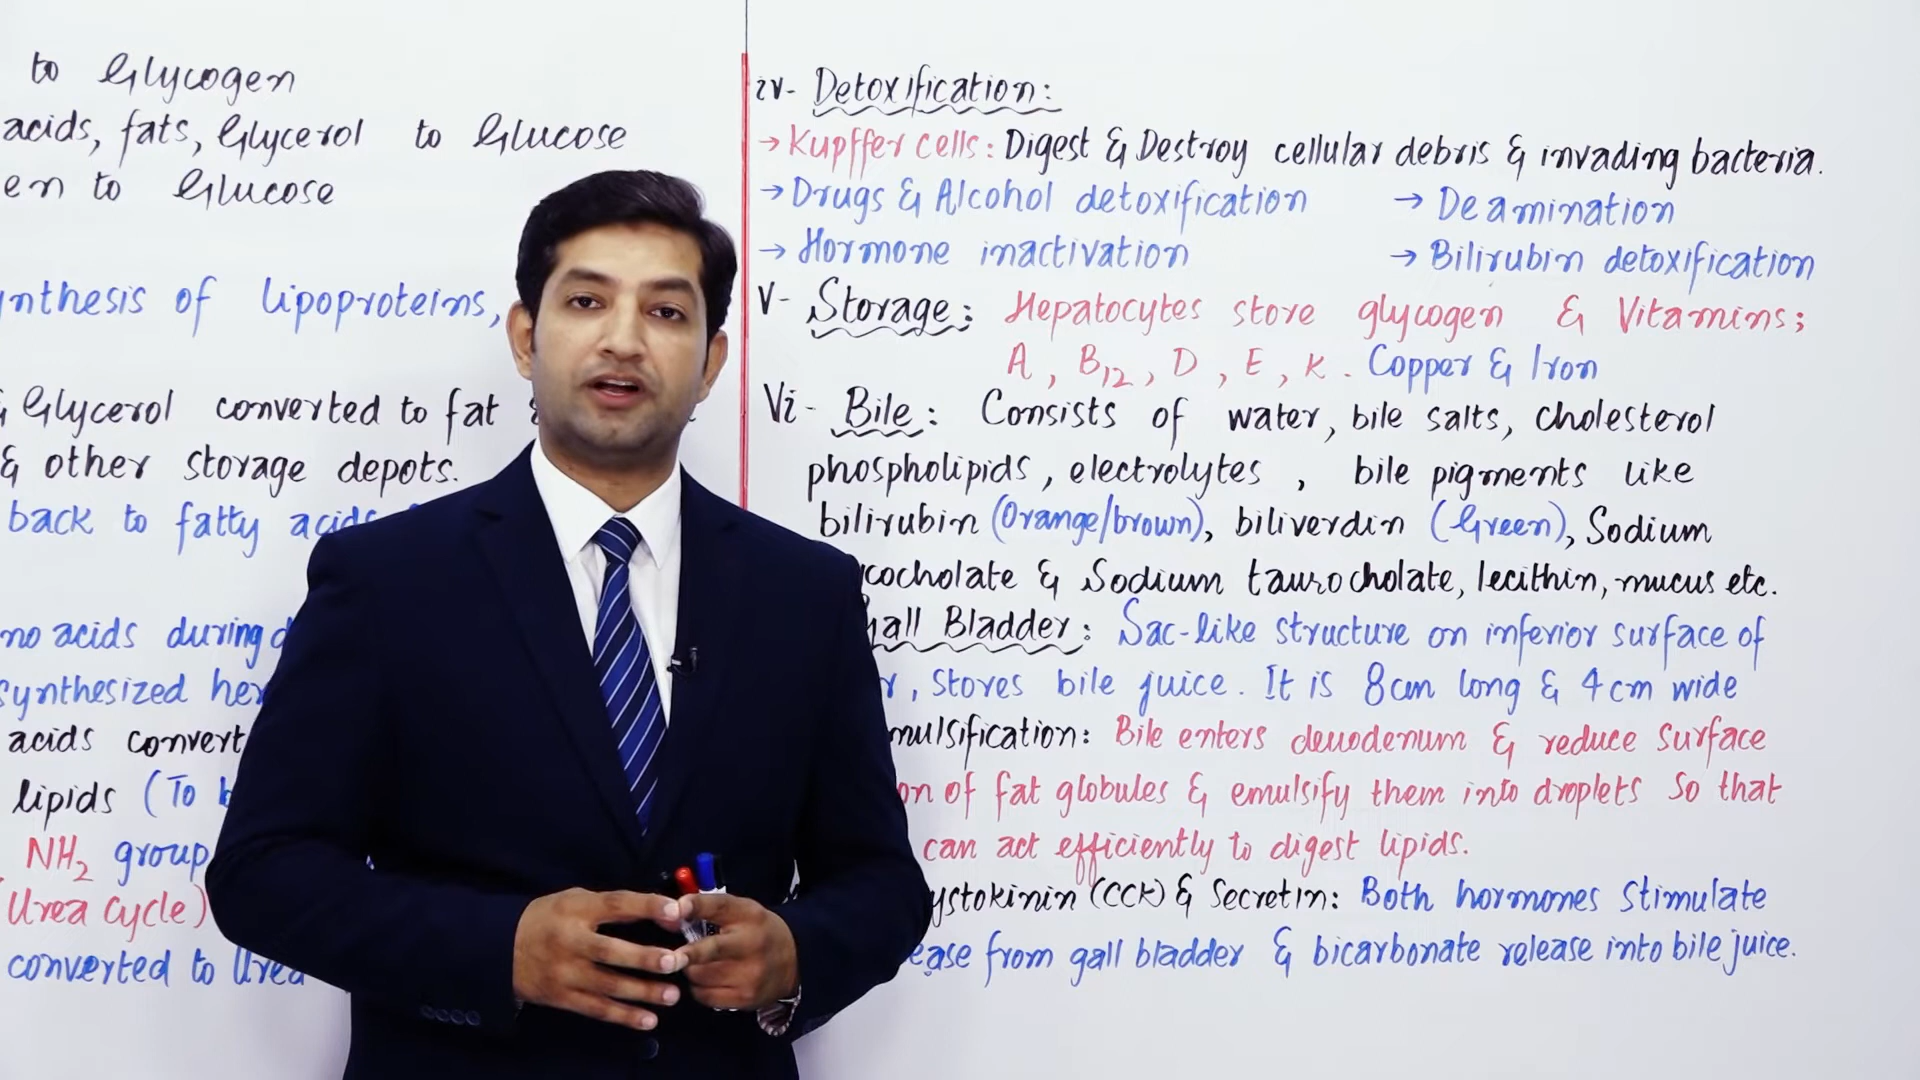 to Glycogen
acids, fats, Glycerol to Glucose
en to Glucose
nthesis of lipoproteins,
& Glycerol converted to fat
& other storage depots.
back to fatty acids
no acids during d
synthesized her
acids convert
lipids (To b
NH2 group
(Urea Cycle)
converted to Urea
iv- Detoxification:
→ Kupffer cells: Digest & Destroy cellular debris & invading bacteria.
→ Drugs & Alcohol detoxification → Deamination
→ Hormone inactivation → Bilirubin detoxification
V- Storage: Hepatocytes store glycogen & Vitamins;
A, B12, D, E, K. Copper & Iron
Vi- Bile: Consists of water, bile salts, cholesterol
phospholipids, electrolytes, bile pigments like
bilirubin (Orange/brown), biliverdin (Green), Sodium
cocholate & Sodium taurocholate, lecithin, mucus etc.
Gall Bladder: Sac-like structure on inferior surface of
r, Stores bile juice. It is 8cm long & 4cm wide
mulsification: Bile enters deuodenum & reduce surface
on of fat globules & emulsify them into droplets so that
can act efficiently to digest lipids.
ystokinin (CCK) & Secretin: Both hormones stimulate
ease from gall bladder & bicarbonate release into bile juice.